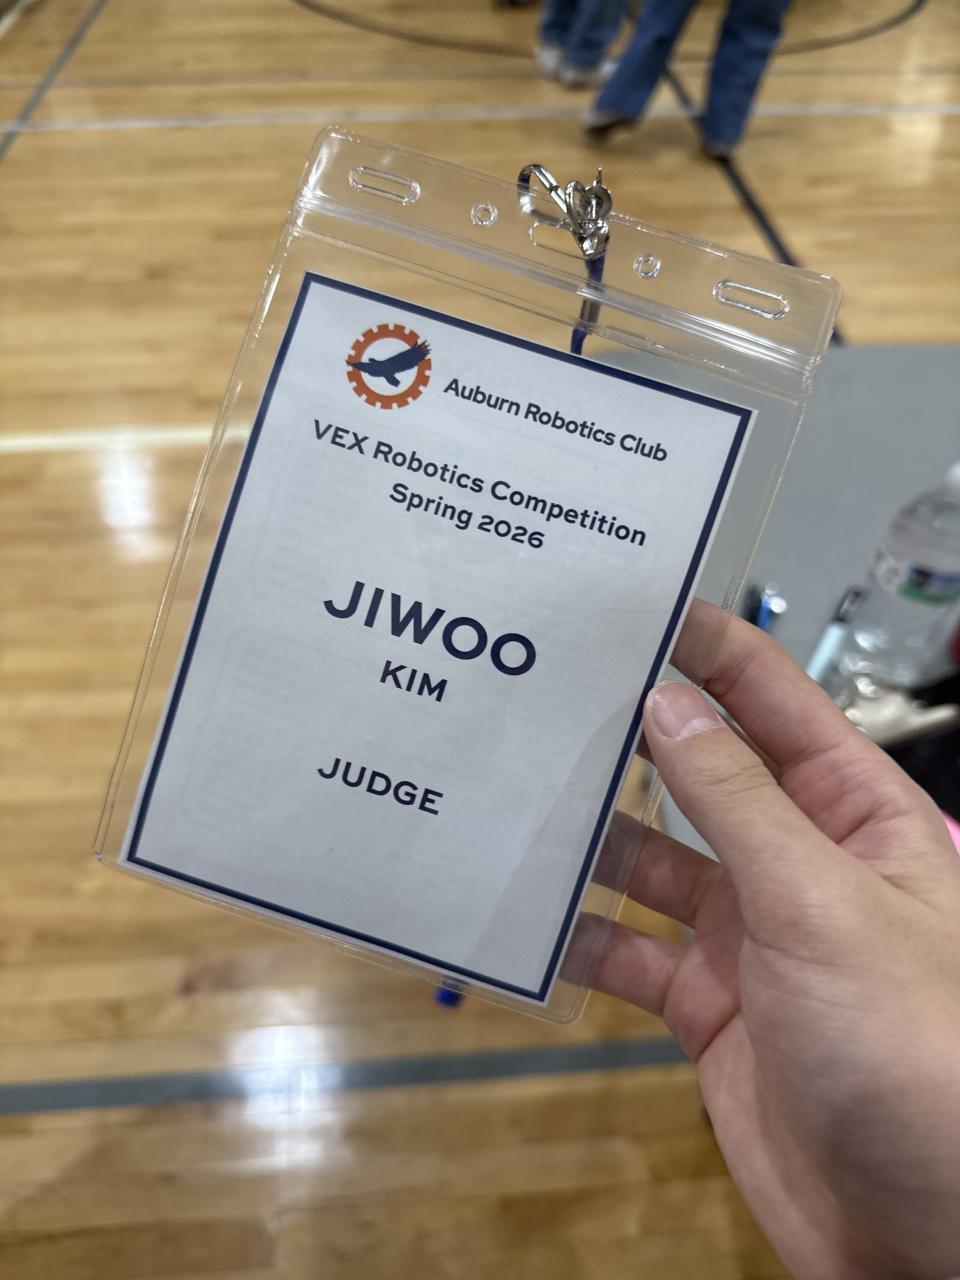 Auburn Robotics Club
VEX Robotics Competition
Spring 2026
JIWOO
KIM
JUDGE